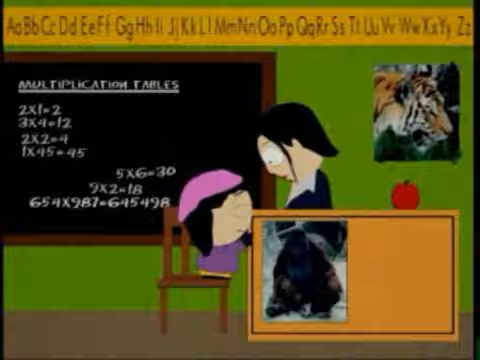 AaBbCcDdEeFfGgHhIiJjKkLlMmNnOoPpQqRrSsTtUuVvWwXxYyZz
MULTIPLICATION TABLES
2X1=2
3X4=12
2X2=4
1X45=45
5X6=30
9X2=18
654X987=645498